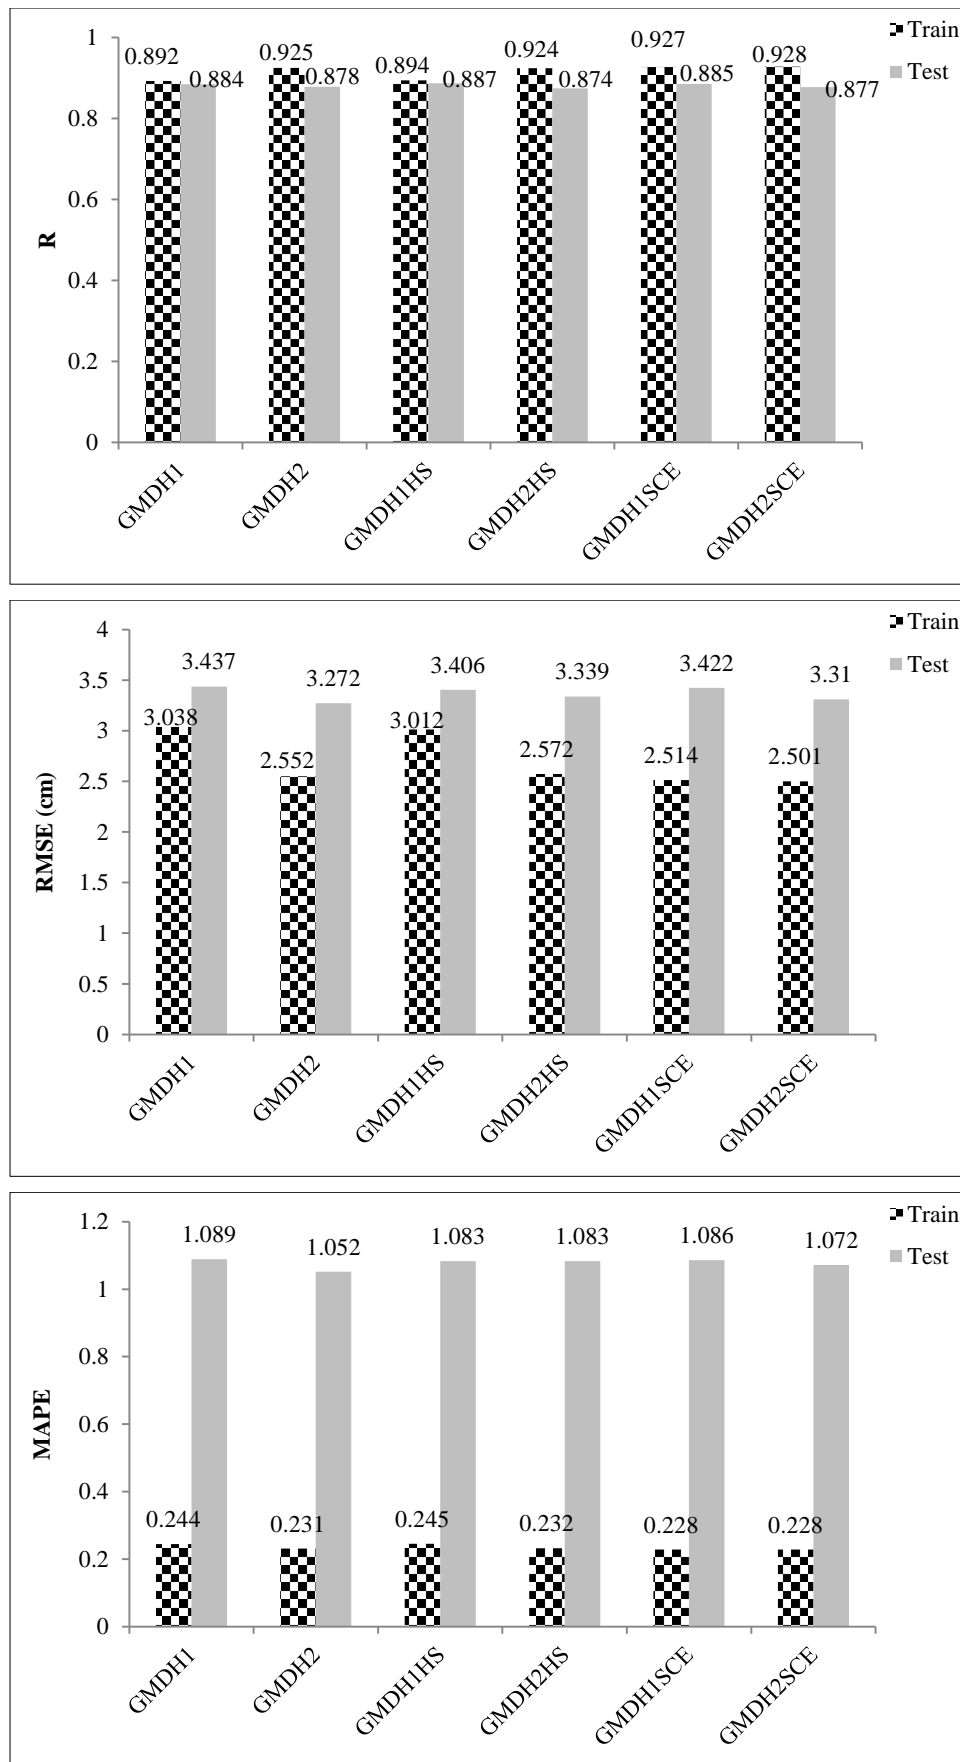 Train
Test
R
1
0.8
0.6
0.4
0.2
0
0.892
0.884
0.925
0.878
0.894
0.887
0.924
0.874
0.927
0.885
0.928
0.877
GMDH1
GMDH2
GMDH1HS
GMDH2HS
GMDH1SCE
GMDH2SCE
Train
Test
RMSE (cm)
4
3.5
3
2.5
2
1.5
1
0.5
0
3.038
3.437
2.552
3.272
3.012
3.406
2.572
3.339
2.514
3.422
2.501
3.31
GMDH1
GMDH2
GMDH1HS
GMDH2HS
GMDH1SCE
GMDH2SCE
Train
Test
MAPE
1.2
1
0.8
0.6
0.4
0.2
0
0.244
1.089
0.231
1.052
0.245
1.083
0.232
1.083
0.228
1.086
0.228
1.072
GMDH1
GMDH2
GMDH1HS
GMDH2HS
GMDH1SCE
GMDH2SCE